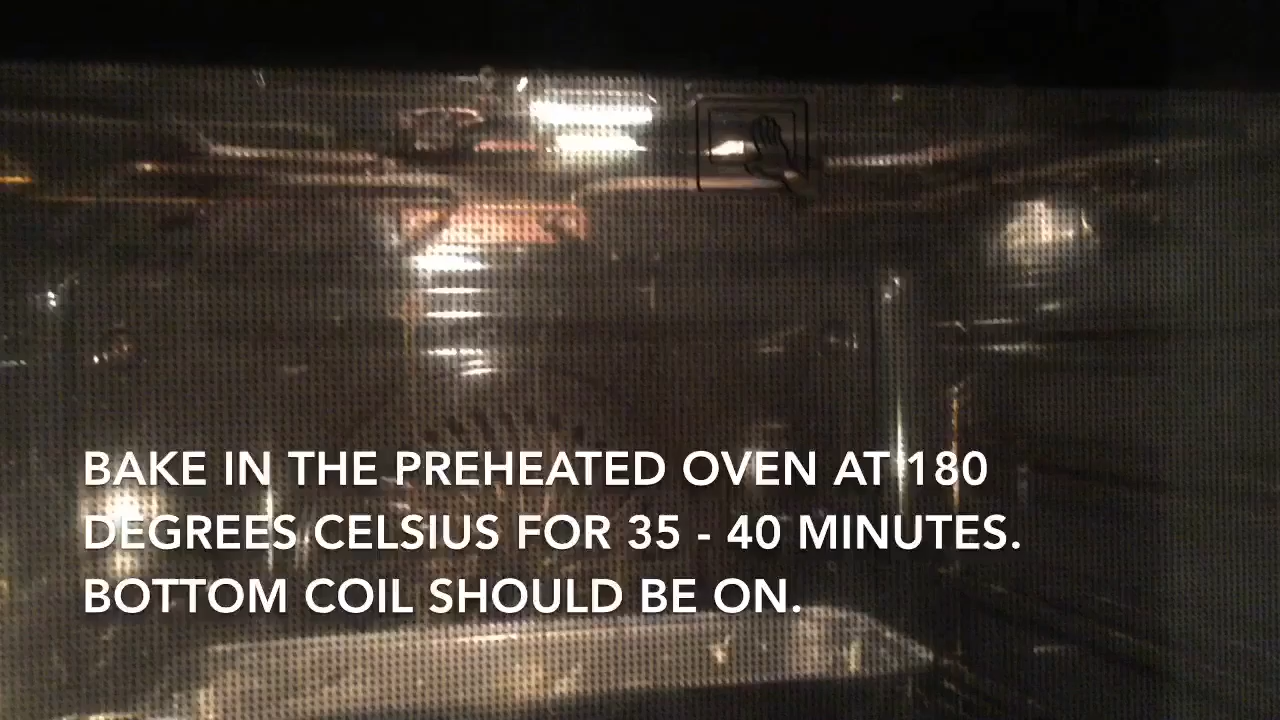 BAKE IN THE PREHEATED OVEN AT 180
DEGREES CELSIUS FOR 35 - 40 MINUTES.
BOTTOM COIL SHOULD BE ON.